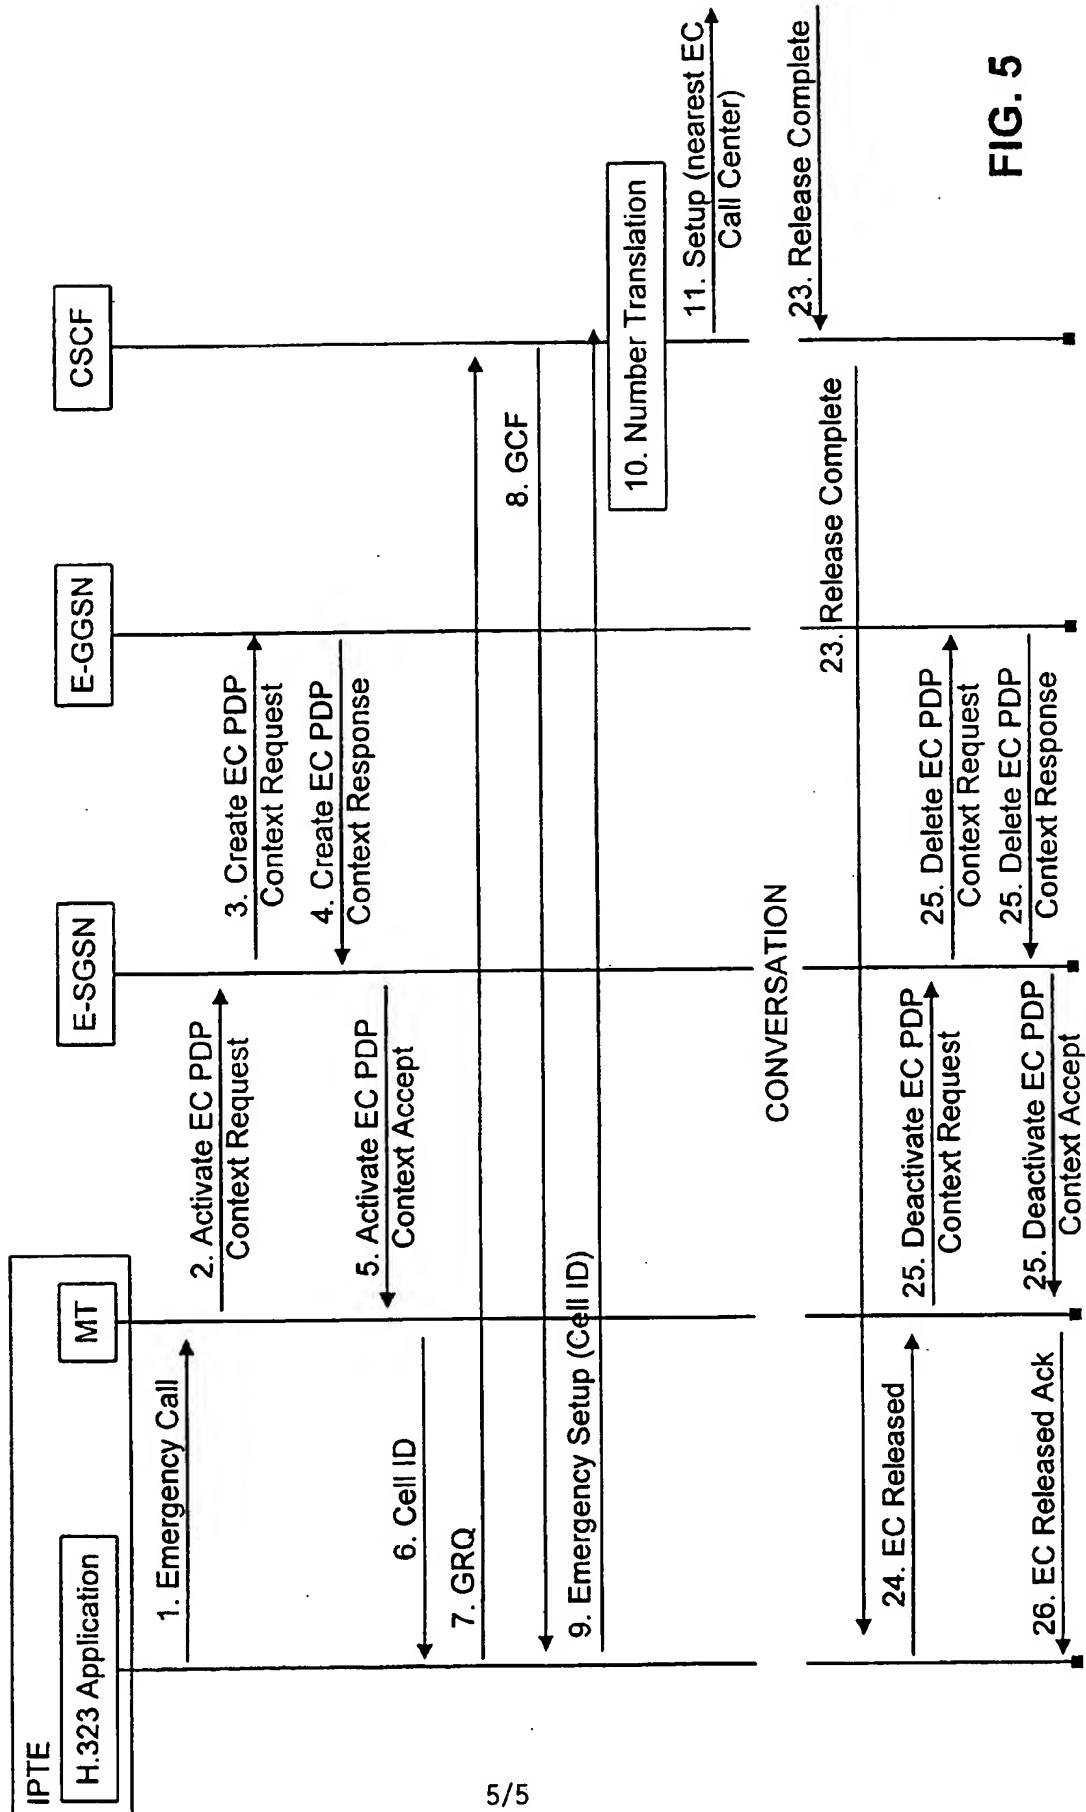 IPTE
H.323 Application
MT
E-SGSN
E-GGSN
CSCF
1. Emergency Call
2. Activate EC PDP
Context Request
3. Create EC PDP
Context Request
4. Create EC PDP
Context Response
5. Activate EC PDP
Context Accept
6. Cell ID
7. GRQ
8. GCF
9. Emergency Setup (Cell ID)
10. Number Translation
11. Setup (nearest EC
Call Center)
CONVERSATION
23. Release Complete
23. Release Complete
24. EC Released
25. Deactivate EC PDP
Context Request
25. Delete EC PDP
Context Request
25. Delete EC PDP
Context Response
25. Deactivate EC PDP
Context Accept
26. EC Released Ack
FIG. 5
5/5